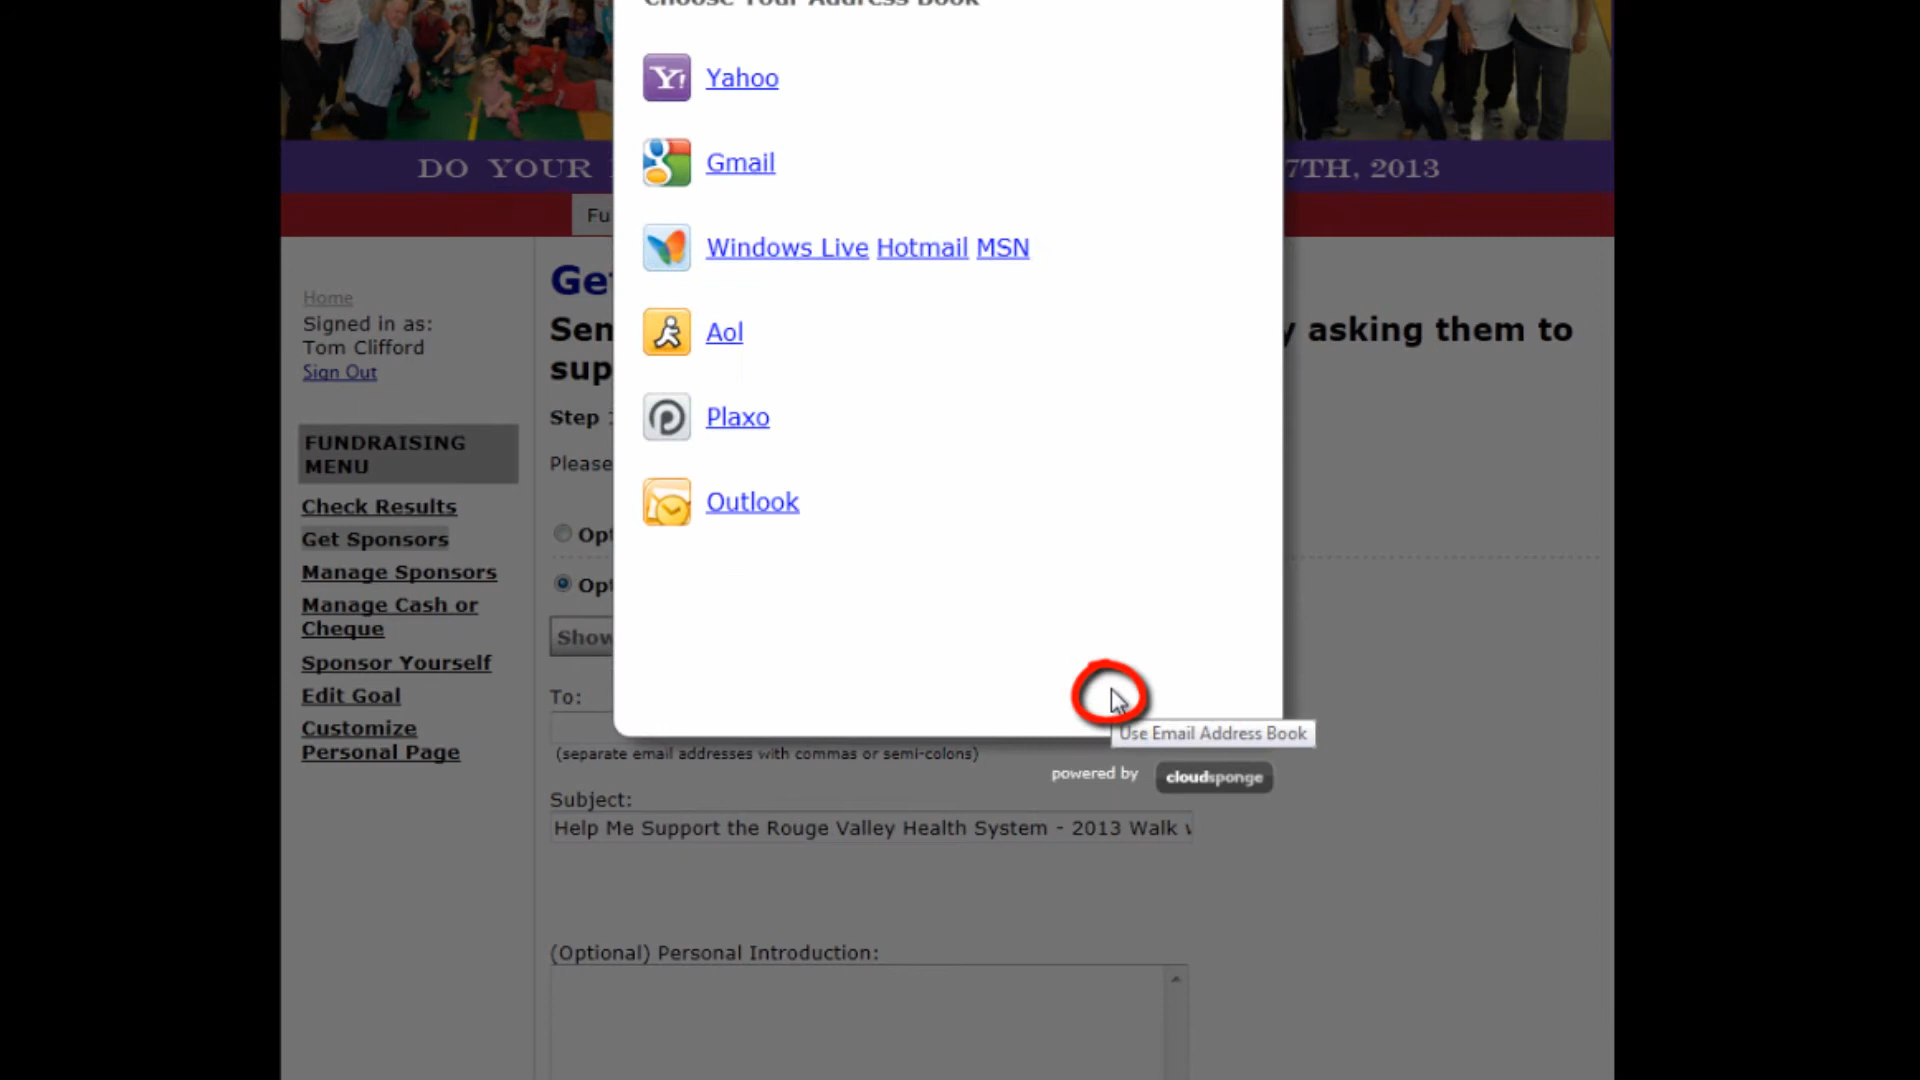 Choose Your Address Book
Y!
Yahoo
Gmail
Windows Live Hotmail MSN
Aol
Plaxo
Outlook
DO YOUR
7TH, 2013
Fu
Home
Signed in as:
Tom Clifford
Sign Out
FUNDRAISING
MENU
Check Results
Get Sponsors
Manage Sponsors
Manage Cash or
Cheque
Sponsor Yourself
Edit Goal
Customize
Personal Page
Ge
Sen
y asking them to
sup
Step
Please
Opt
Opt
Show
To:
(separate email addresses with commas or semi-colons)
Use Email Address Book
powered by cloudsponge
Subject:
Help Me Support the Rouge Valley Health System - 2013 Walk
(Optional) Personal Introduction: